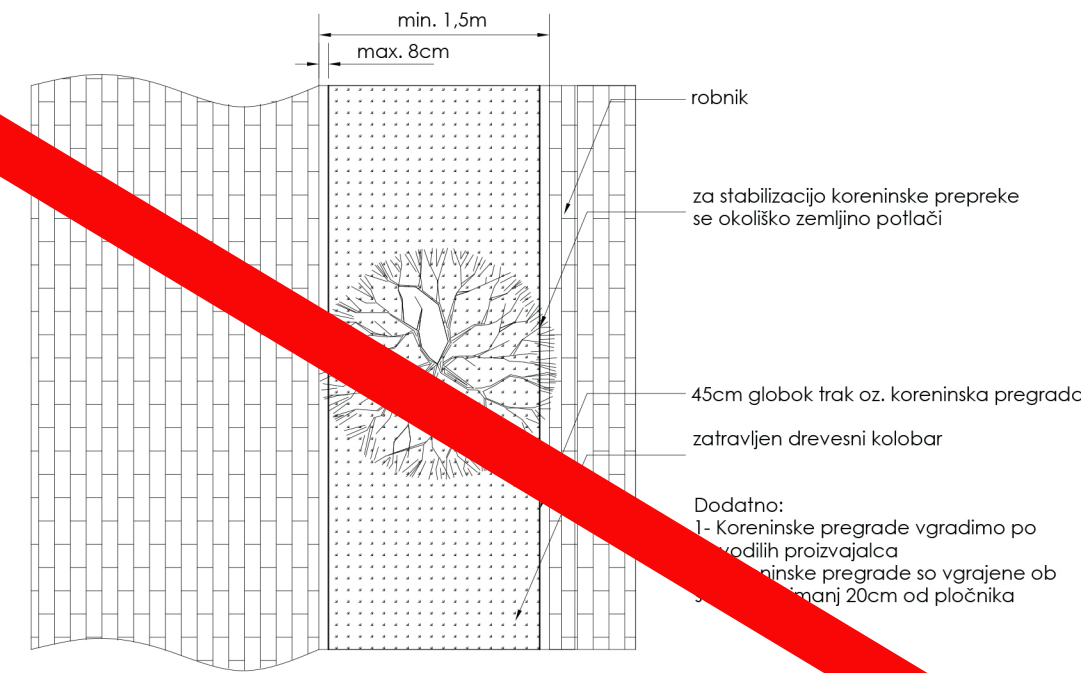 min. 1,5m
max. 8cm
robnik
za stabilizacijo koreninske prepreke
se okoliško zemljino potlači
45cm globok trak oz. koreninska pregrada
zatravljen drevesni kolobar
Dodatno:
1- Koreninske pregrade vgradimo po
vodilih proizvajalca
ninske pregrade so vgrajene ob
manj 20cm od pločnika